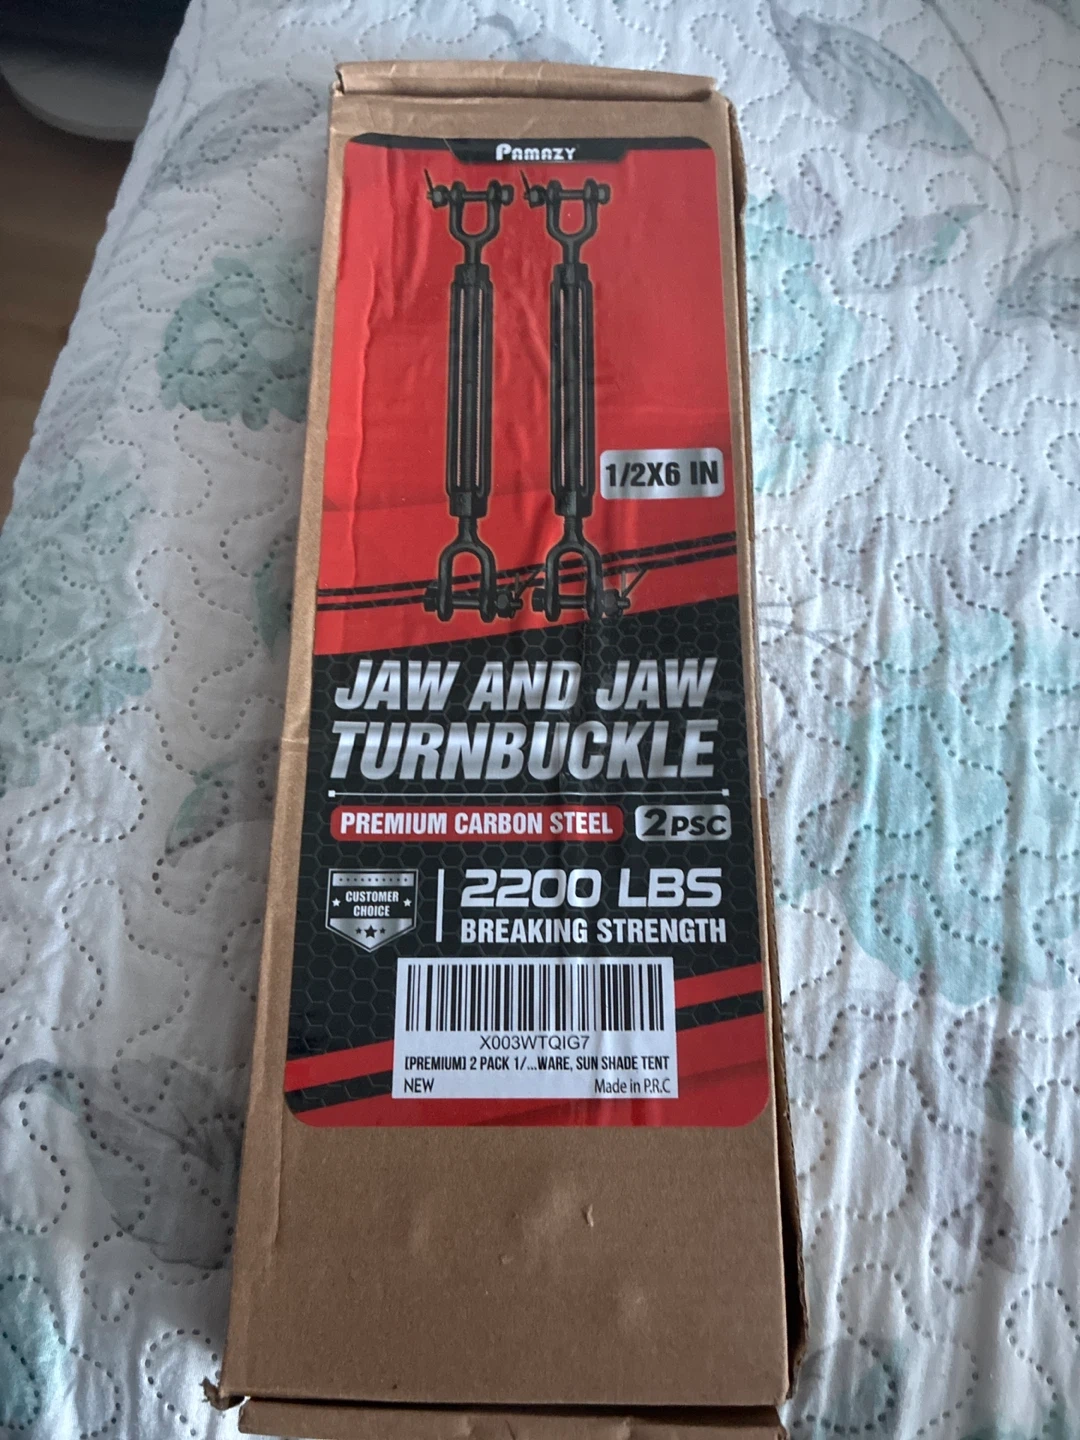 PAMAZY
1/2X6 IN
JAW AND JAW
TURNBUCKLE
PREMIUM CARBON STEEL
2PSC
CUSTOMER
CHOICE
2200 LBS
BREAKING STRENGTH
X003WTQIG7
[PREMIUM] 2 PACK 1/...WARE, SUN SHADE TENT
NEW
Made in P.R.C